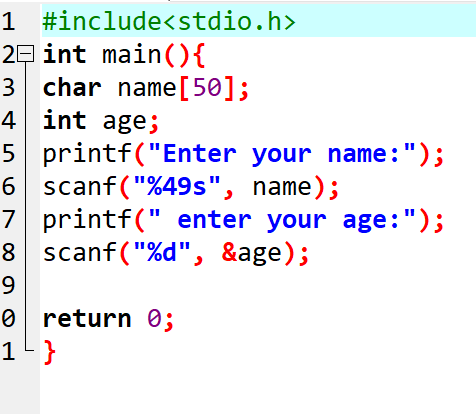 1 #include<stdio.h>
2 int main(){
3 char name[50];
4 int age;
5 printf("Enter your name:");
6 scanf("%49s", name);
7 printf(" enter your age:");
8 scanf("%d", &age);
9
0 return 0;
1 }